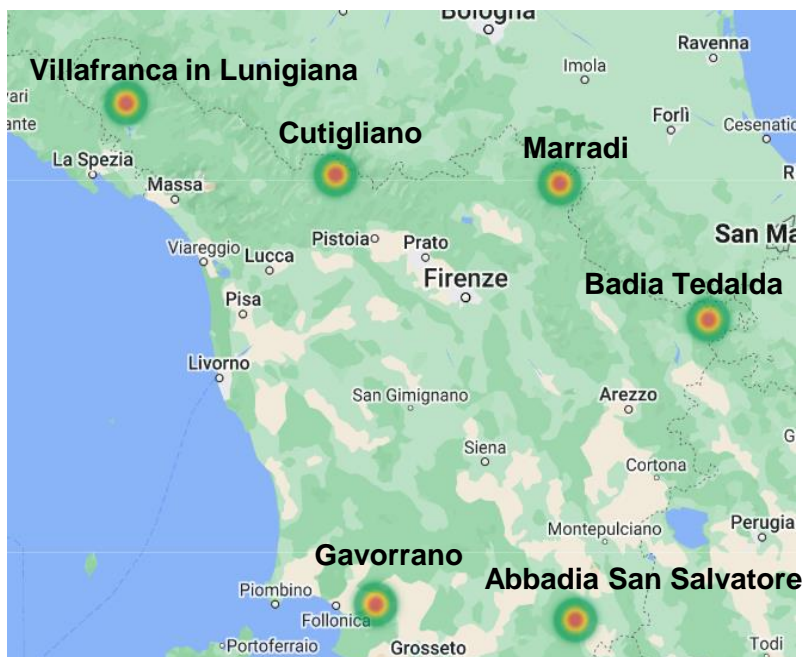 Bologna
Ravenna
Villafranca in Lunigiana
Imola
vari
Forlì
ante
Cutigliano
Cesenatic
Marradi
La Spezia
R
Massa
San Ma
Pistoia
Prato
Viareggio
Lucca
Firenze
Badia Tedalda
Pisa
Livorno
San Gimignano
Arezzo
G
Siena
Cortona
Montepulciano
Perugia
Gavorrano
Abbadia San Salvatore
Piombino
Follonica
Portoferraio
Grosseto
Todi